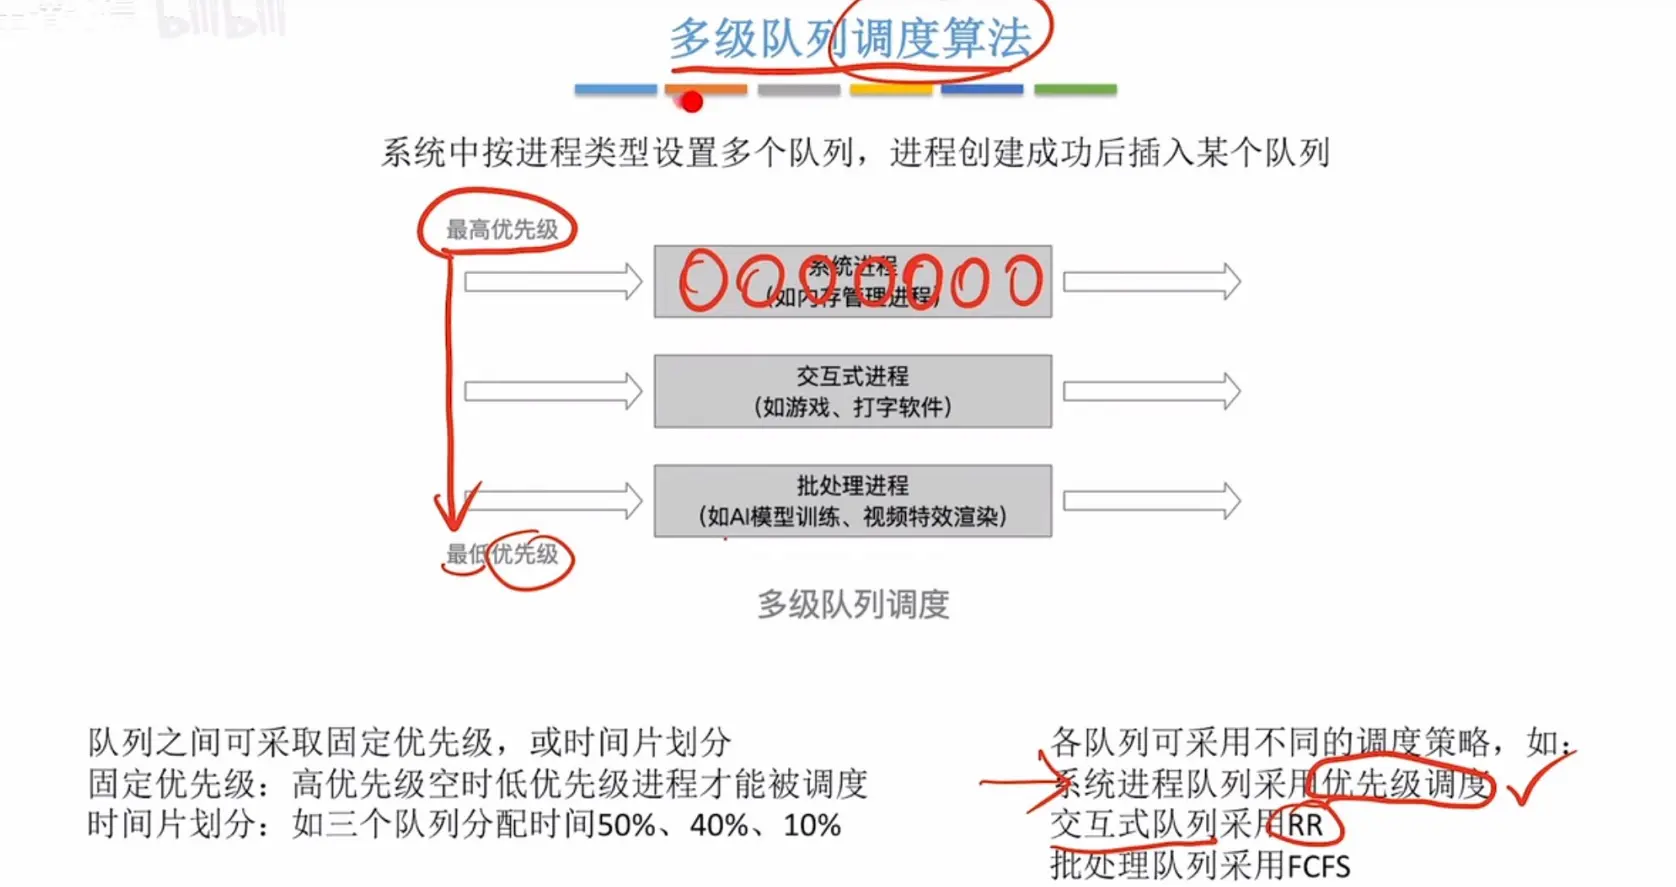 bilibili
多级队列调度算法
系统中按进程类型设置多个队列，进程创建成功后插入某个队列
最高优先级
系统进程
(如内存管理进程)
交互式进程
(如游戏、打字软件)
批处理进程
(如AI模型训练、视频特效渲染)
最低优先级
多级队列调度
队列之间可采取固定优先级，或时间片划分
固定优先级：高优先级空时低优先级进程才能被调度
时间片划分：如三个队列分配时间50%、40%、10%
各队列可采用不同的调度策略，如：
系统进程队列采用优先级调度
交互式队列采用RR
批处理队列采用FCFS